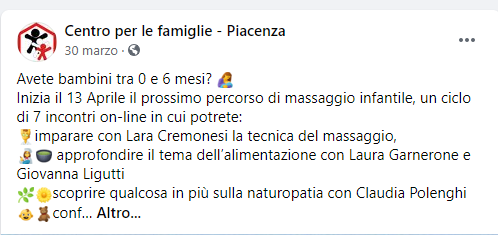 Centro per le famiglie - Piacenza
30 marzo ·
Avete bambini tra 0 e 6 mesi? 🤱
Inizia il 13 Aprile il prossimo percorso di massaggio infantile, un ciclo
di 7 incontri on-line in cui potrete:
imparare con Lara Cremonesi la tecnica del massaggio,
approfondire il tema dell'alimentazione con Laura Garnerone e
Giovanna Ligutti
🌿🌼scoprire qualcosa in più sulla naturopatia con Claudia Polenghi
👶🧸conf... Altro...